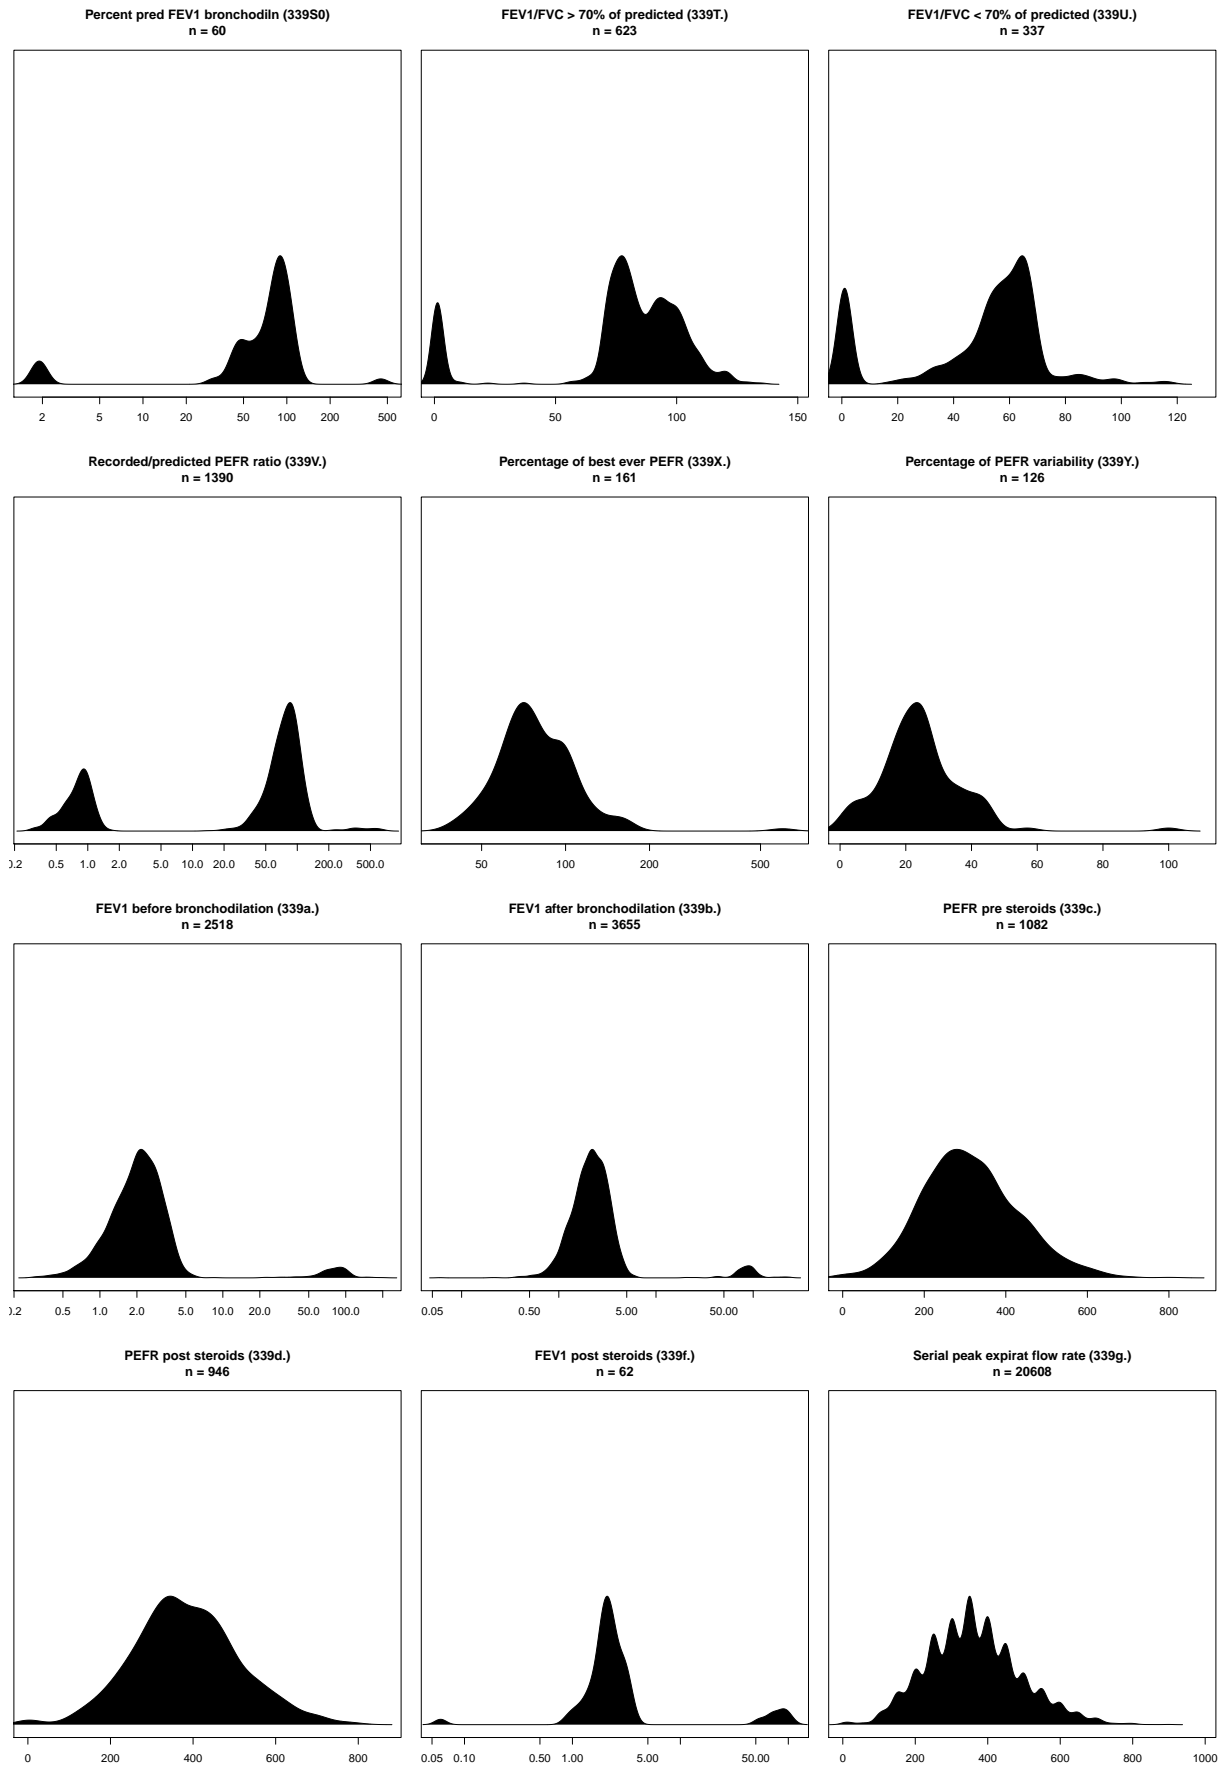 Percent pred FEV1 bronchodiln (339S0)
n = 60
2 5 10 20 50 100 200 500
FEV1/FVC > 70% of predicted (339T.)
n = 623
0 50 100 150
FEV1/FVC < 70% of predicted (339U.)
n = 337
0 20 40 60 80 100 120
Recorded/predicted PEFR ratio (339V.)
n = 1390
0.2 0.5 1.0 2.0 5.0 10.0 20.0 50.0 200.0 500.0
Percentage of best ever PEFR (339X.)
n = 161
50 100 200 500
Percentage of PEFR variability (339Y.)
n = 126
0 20 40 60 80 100
FEV1 before bronchodilation (339a.)
n = 2518
0.2 0.5 1.0 2.0 5.0 10.0 20.0 50.0 100.0
FEV1 after bronchodilation (339b.)
n = 3655
0.05 0.50 5.00 50.00
PEFR pre steroids (339c.)
n = 1082
0 200 400 600 800
PEFR post steroids (339d.)
n = 946
0 200 400 600 800
FEV1 post steroids (339f.)
n = 62
0.05 0.10 0.50 1.00 5.00 50.00
Serial peak expirat flow rate (339g.)
n = 20608
0 200 400 600 800 1000